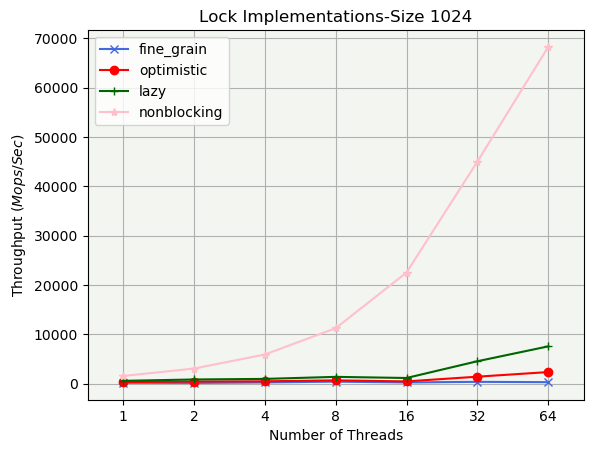 Lock Implementations-Size 1024
fine_grain
optimistic
lazy
nonblocking
Throughput (Mops/Sec)
70000
60000
50000
40000
30000
20000
10000
0
1 2 4 8 16 32 64
Number of Threads